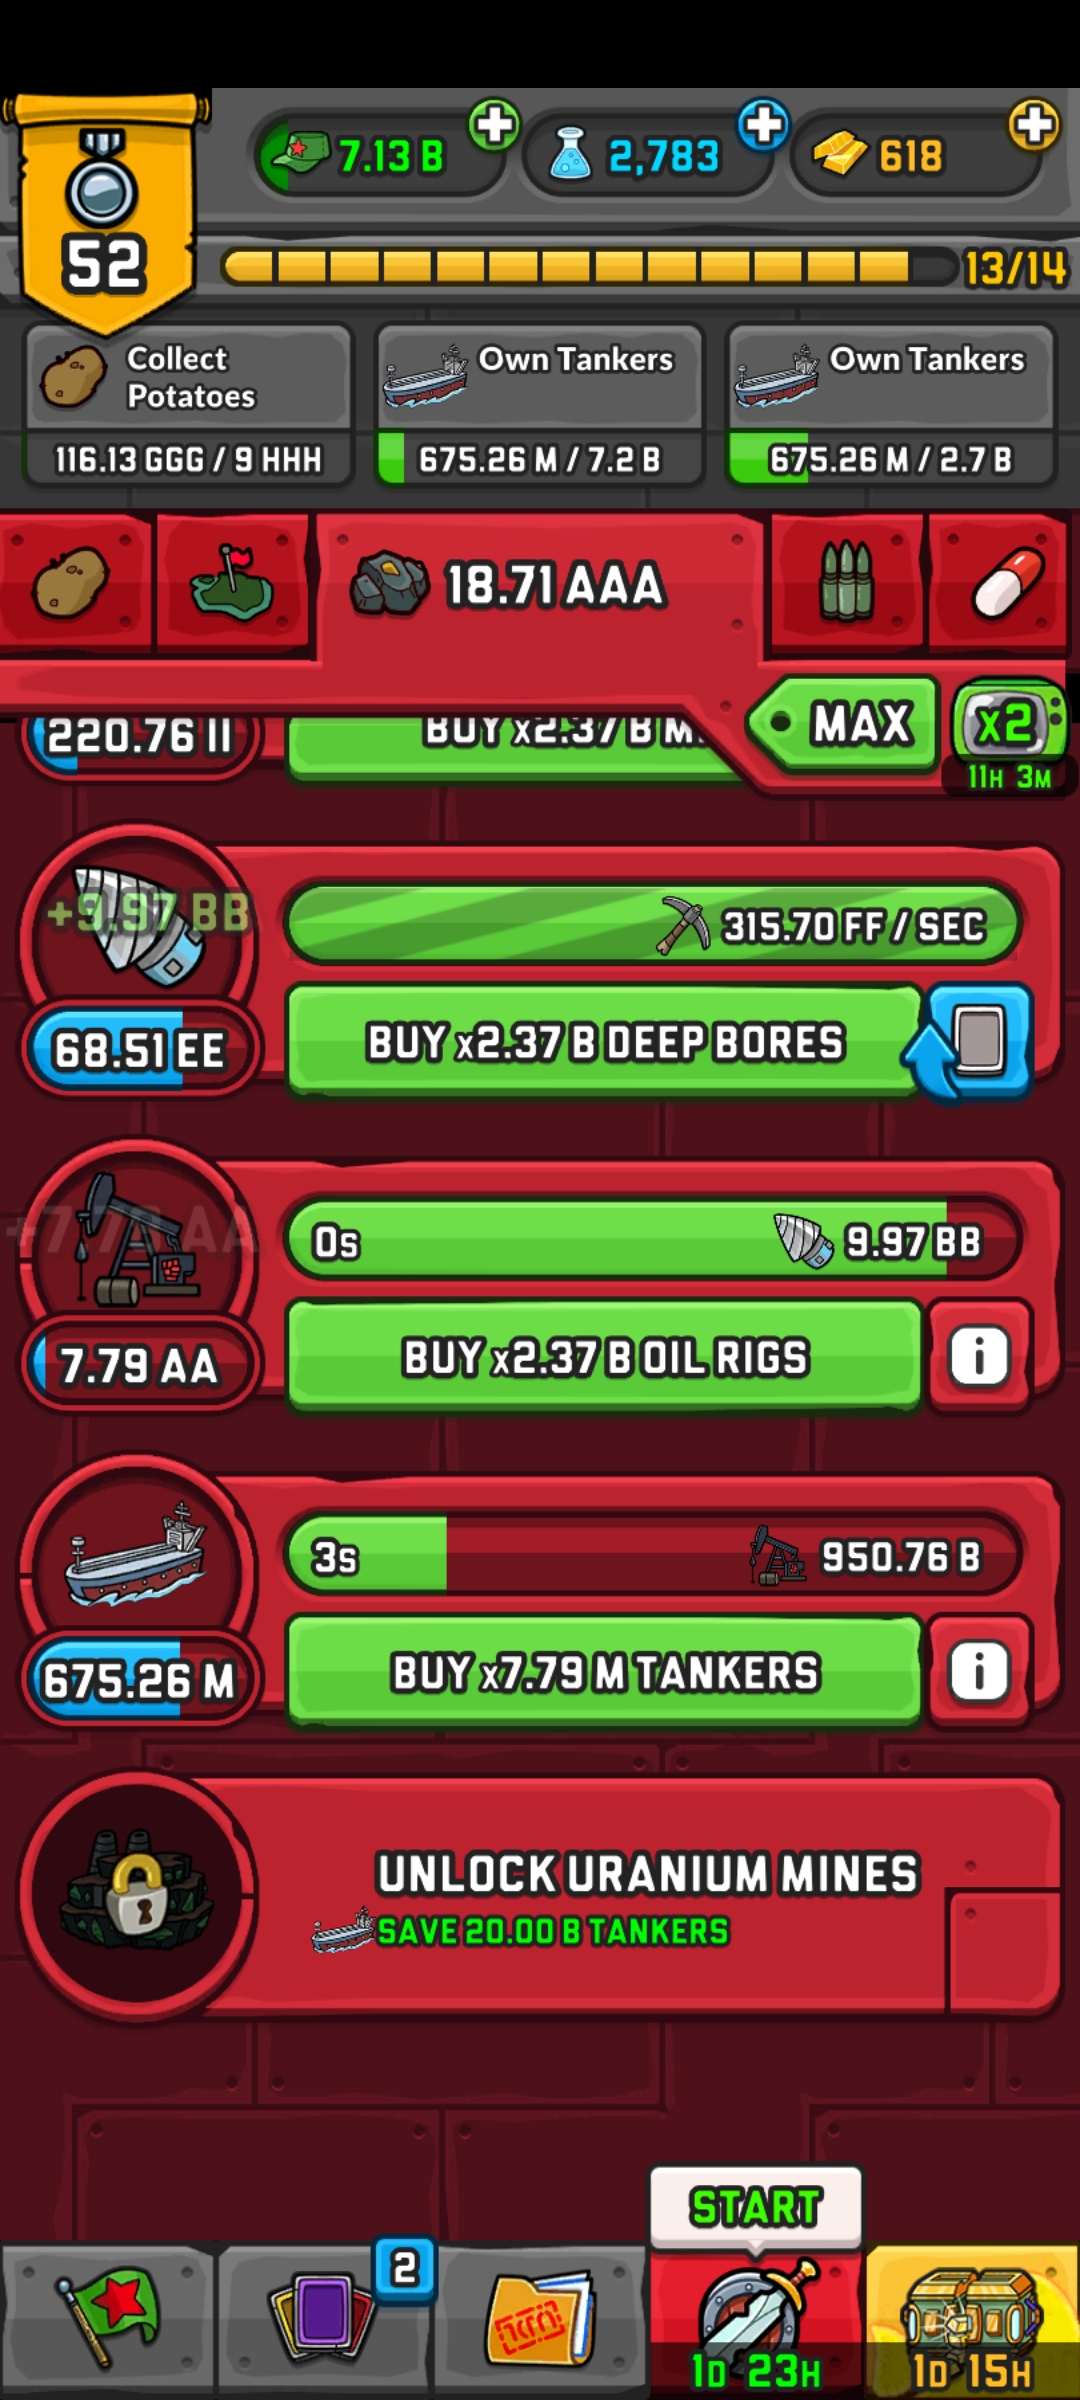 7.13 B
2,783
618
52
13/14
Collect
Potatoes
116.13 GGG / 9 HHH
Own Tankers
675.26 M / 7.2 B
Own Tankers
675.26 M / 2.7 B
18.71 AAA
MAX
x2
11H 3M
220.76 II
BUY x2.37 B M
+9.97 BB
315.70 FF / SEC
68.51 EE
BUY x2.37 B DEEP BORES
+7.78 AA
0s
9.97 BB
7.79 AA
BUY x2.37 B OIL RIGS
i
3s
950.76 B
675.26 M
BUY x7.79 M TANKERS
i
UNLOCK URANIUM MINES
SAVE 20.00 B TANKERS
START
2
1D 23H
1D 15H